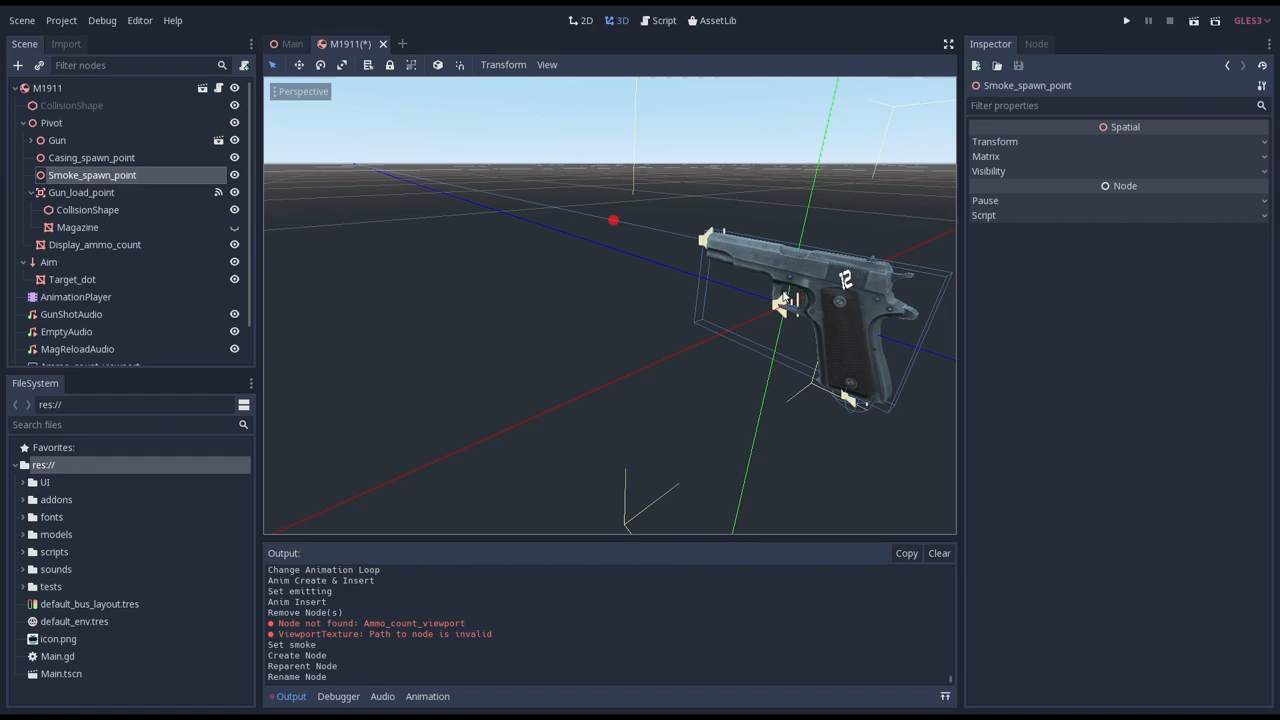 Scene Project Debug Editor Help
2D 3D Script AssetLib
GLES3
Scene Import
Filter nodes
M1911
CollisionShape
Pivot
Gun
Casing_spawn_point
Smoke_spawn_point
Gun_load_point
CollisionShape
Magazine
Display_ammo_count
Aim
Target_dot
AnimationPlayer
GunShotAudio
EmptyAudio
MagReloadAudio
Ammo_count_viewport
FileSystem
res://
Search files
Favorites:
res://
UI
addons
fonts
models
scripts
sounds
tests
default_bus_layout.tres
default_env.tres
icon.png
Main.gd
Main.tscn
Main M1911(*)
Transform View
Perspective
12
Output: Copy Clear
Change Animation Loop
Anim Create & Insert
Set emitting
Anim Insert
Remove Node(s)
Node not found: Ammo_count_viewport
ViewportTexture: Path to node is invalid
Set smoke
Create Node
Reparent Node
Rename Node
Output Debugger Audio Animation
Inspector Node
Smoke_spawn_point
Filter properties
Spatial
Transform
Matrix
Visibility
Node
Pause
Script